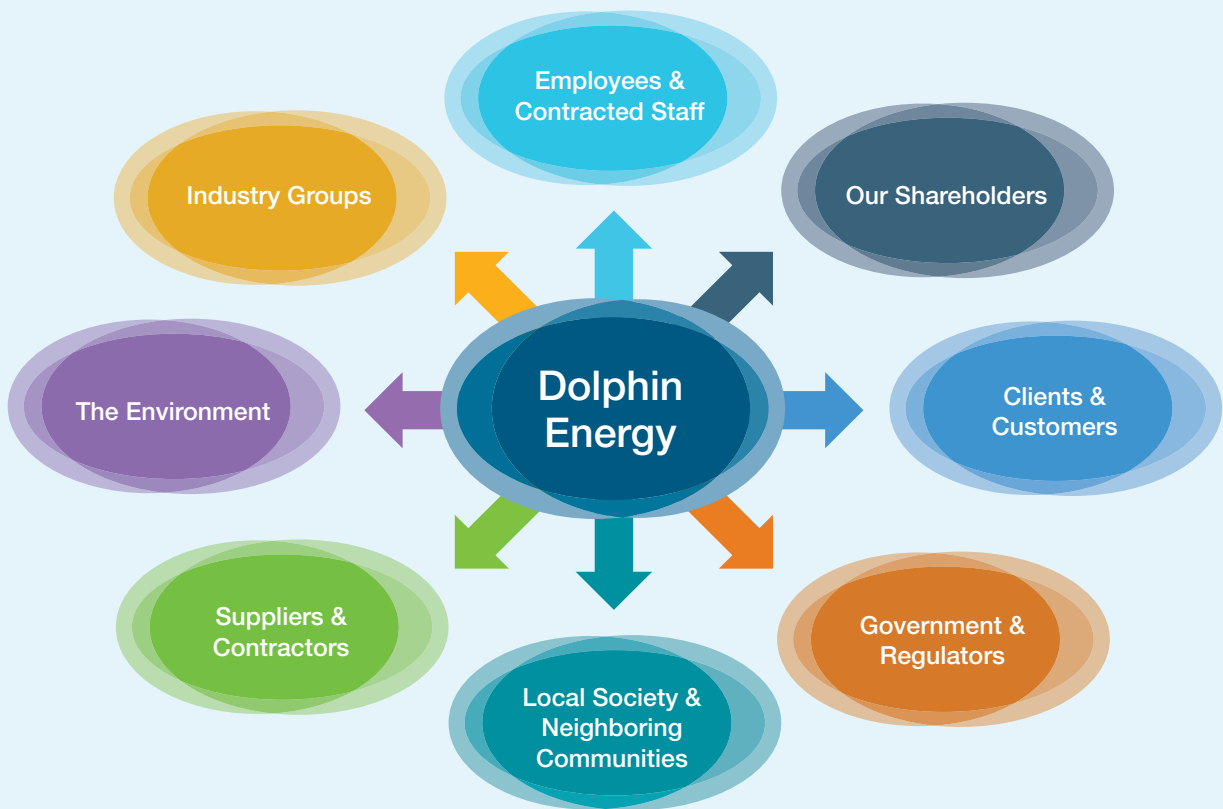 Employees &
Contracted Staff
Industry Groups
Our Shareholders
Dolphin
Energy
The Environment
Clients &
Customers
Suppliers &
Contractors
Government &
Regulators
Local Society &
Neighboring
Communities